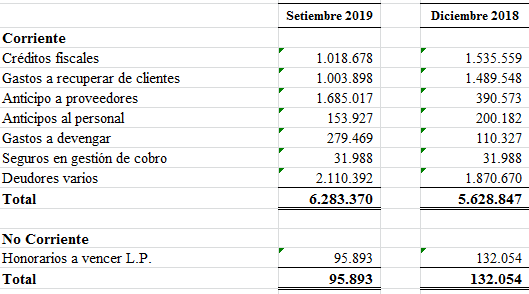 Setiembre 2019 Diciembre 2018
Corriente
Créditos fiscales 1.018.678 1.535.559
Gastos a recuperar de clientes 1.003.898 1.489.548
Anticipo a proveedores 1.685.017 390.573
Anticipos al personal 153.927 200.182
Gastos a devengar 279.469 110.327
Seguros en gestión de cobro 31.988 31.988
Deudores varios 2.110.392 1.870.670
Total 6.283.370 5.628.847
No Corriente
Honorarios a vencer L.P. 95.893 132.054
Total 95.893 132.054